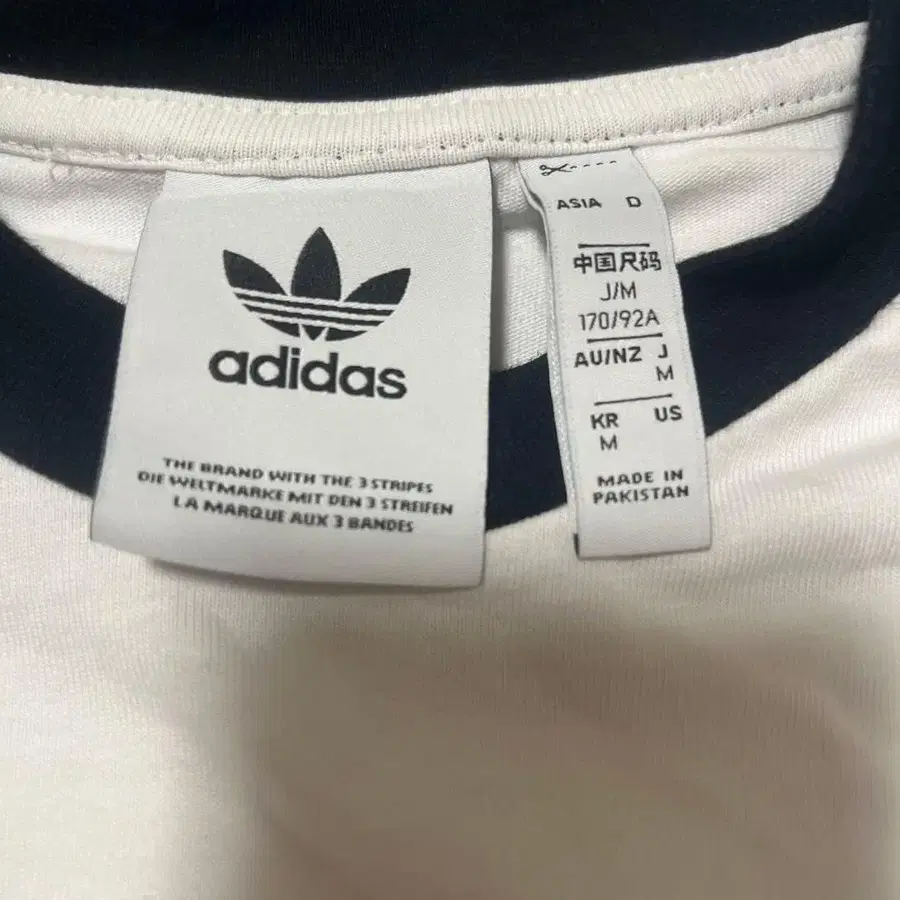 adidas
THE BRAND WITH THE 3 STRIPES
DIE WELTMARKE MIT DEN 3 STREIFEN
LA MARQUE AUX 3 BANDES
ASIA D
中国尺码
J/M
170/92A
AU/NZ J
M
KR US
M
MADE IN
PAKISTAN